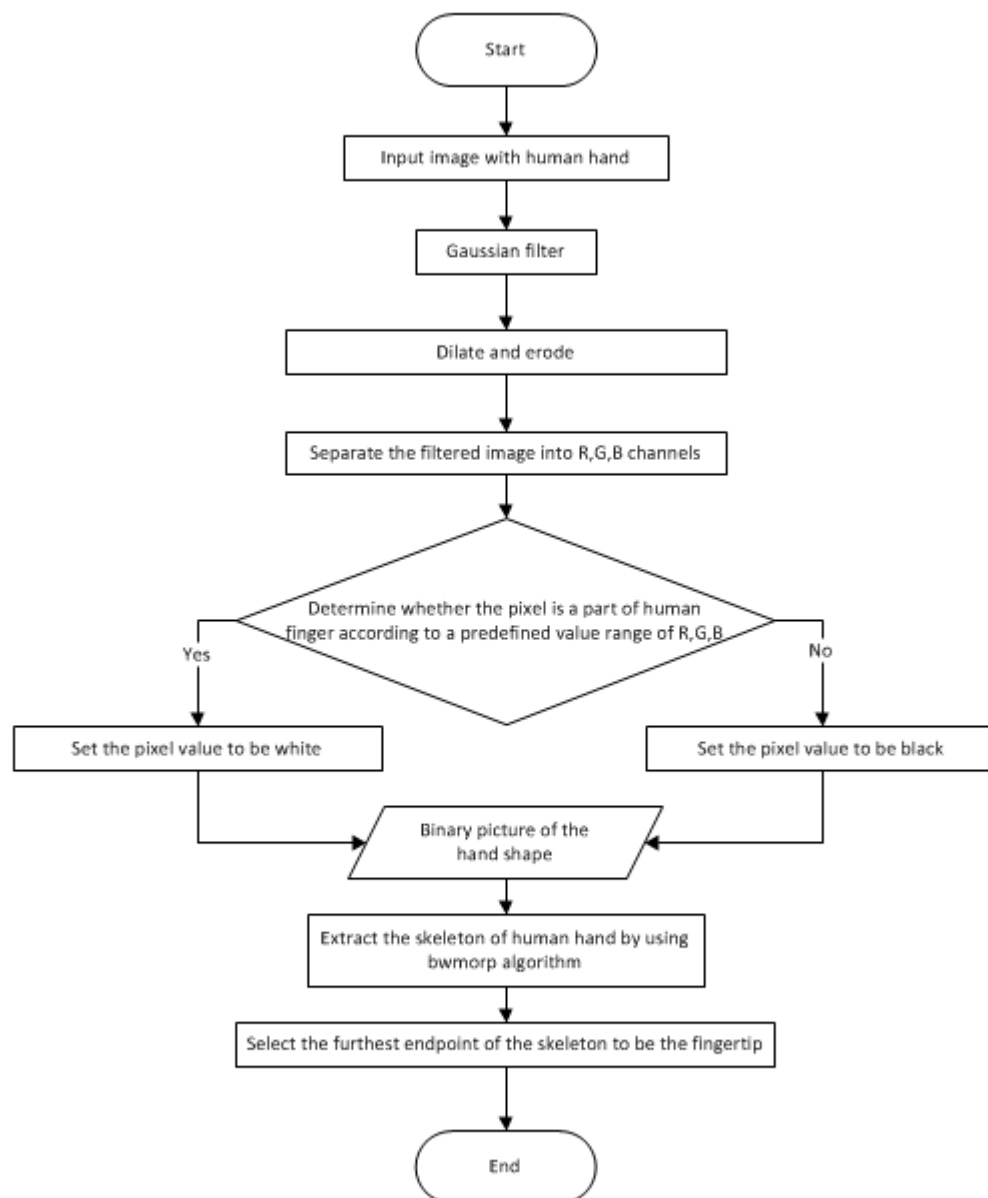 Start
Input image with human hand
Gaussian filter
Dilate and erode
Separate the filtered image into R,G,B channels
Determine whether the pixel is a part of human
finger according to a predefined value range of R,G,B
Yes
No
Set the pixel value to be white
Set the pixel value to be black
Binary picture of the
hand shape
Extract the skeleton of human hand by using
bwmorp algorithm
Select the furthest endpoint of the skeleton to be the fingertip
End